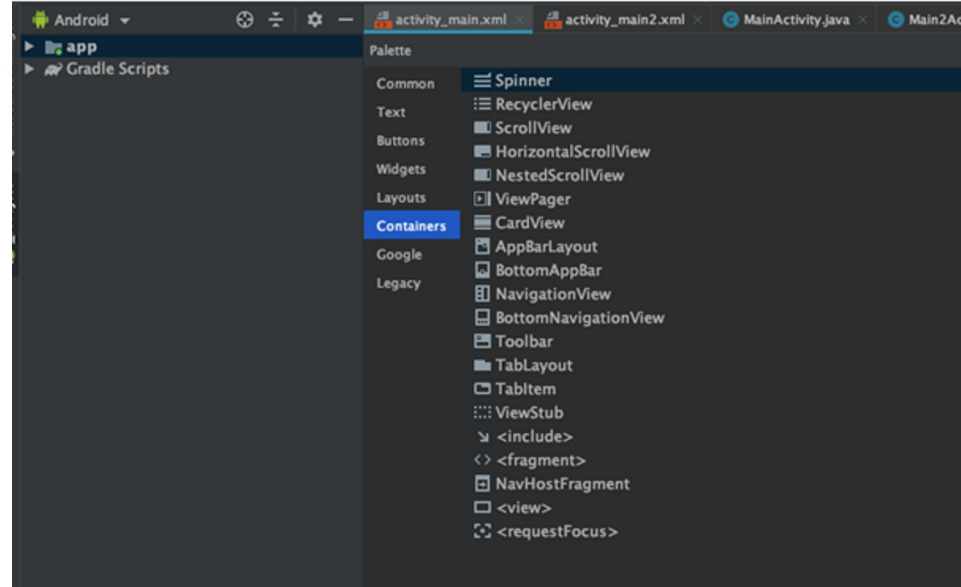 Android
activity_main.xml
activity_main2.xml
MainActivity.java
Main2Ac
app
Gradle Scripts
Palette
Common
Text
Buttons
Widgets
Layouts
Containers
Google
Legacy
Spinner
RecyclerView
ScrollView
HorizontalScrollView
NestedScrollView
ViewPager
CardView
AppBarLayout
BottomAppBar
NavigationView
BottomNavigationView
Toolbar
TabLayout
TabItem
ViewStub
<include>
<fragment>
NavHostFragment
<view>
<requestFocus>